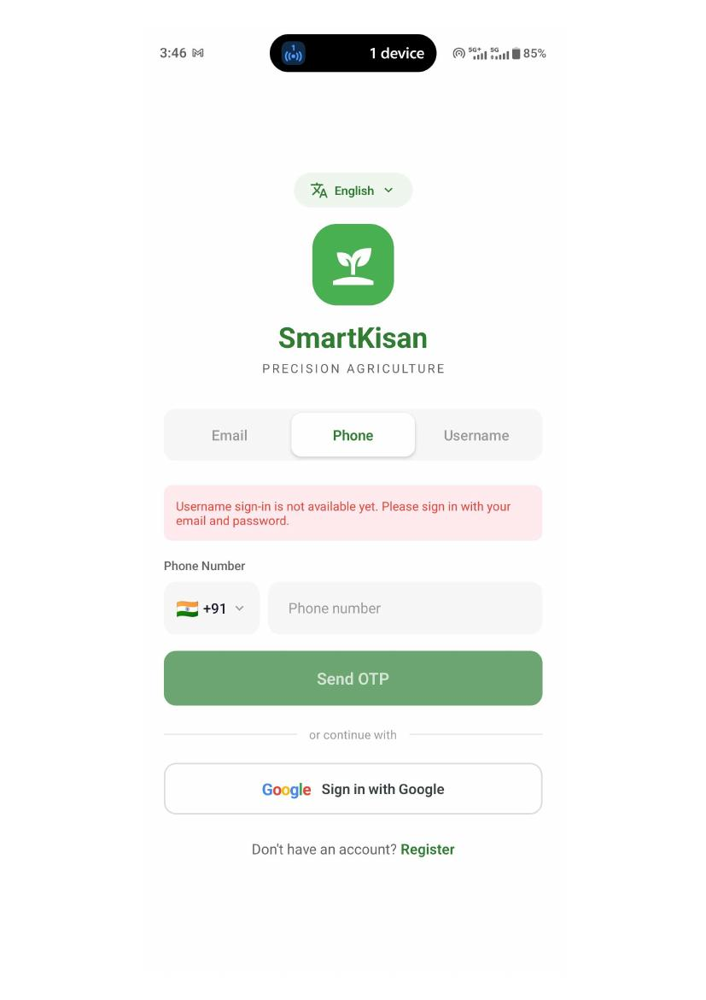 3:46
1
1 device
5G+
5G
85%
English
SmartKisan
PRECISION AGRICULTURE
Email
Phone
Username
Username sign-in is not available yet. Please sign in with your
email and password.
Phone Number
+91
Phone number
Send OTP
or continue with
Google Sign in with Google
Don't have an account? Register